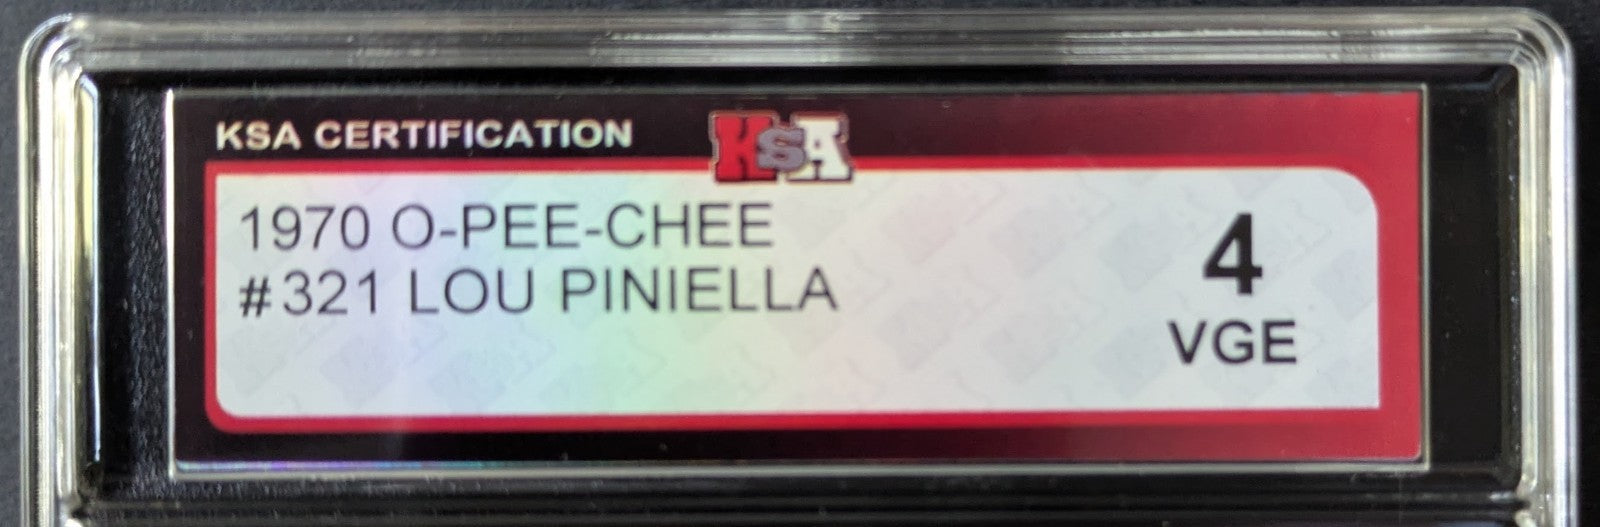 KSA CERTIFICATION
KSA
1970 O-PEE-CHEE
#321 LOU PINIELLA
4
VGE